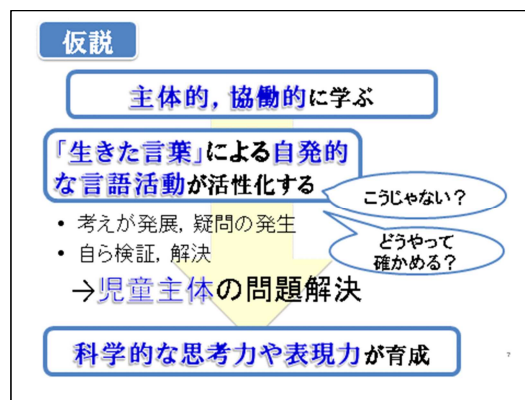 仮説
主体的，協働的に学ぶ
「生きた言葉」による自発的
な言語活動が活性化する
こうじゃない？
• 考えが発展，疑問の発生
• 自ら検証，解決
どうやって
確かめる？
→児童主体の問題解決
科学的な思考力や表現力が育成